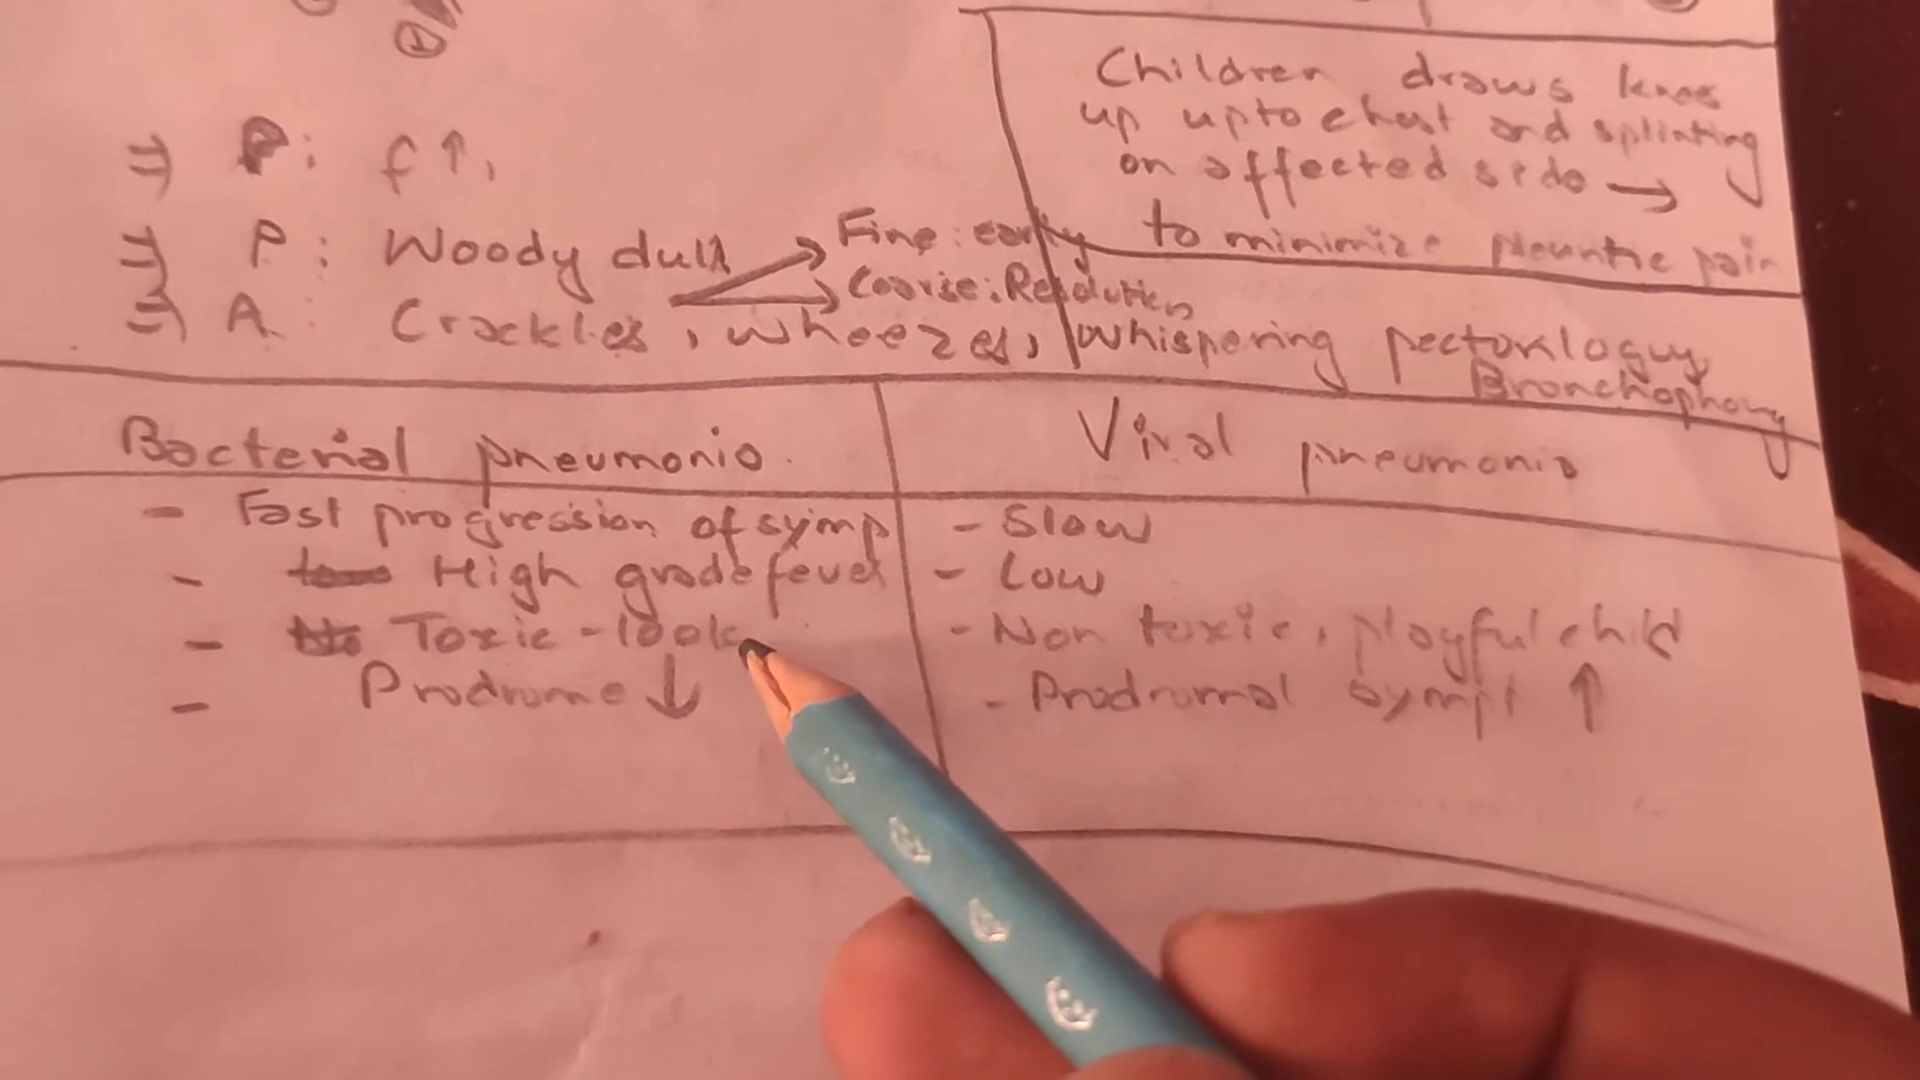 Children draws knees
up upto chest and splinting
on affected side →
to minimize pleuritic pain
⇒ P: f↑,
⇒ P: Woody dull
⇒ A: Crackles, wheezes, whispering pectoriloquy
Fine: early
Coarse: Resolution
Bronchophony
Bacterial pneumonia
- Fast progression of symp
- High grade fever
- Toxic-look
- Prodrome ↓
Viral pneumonia
- Slow
- Low
- Non toxic, playful child
- Prodromal sympt ↑